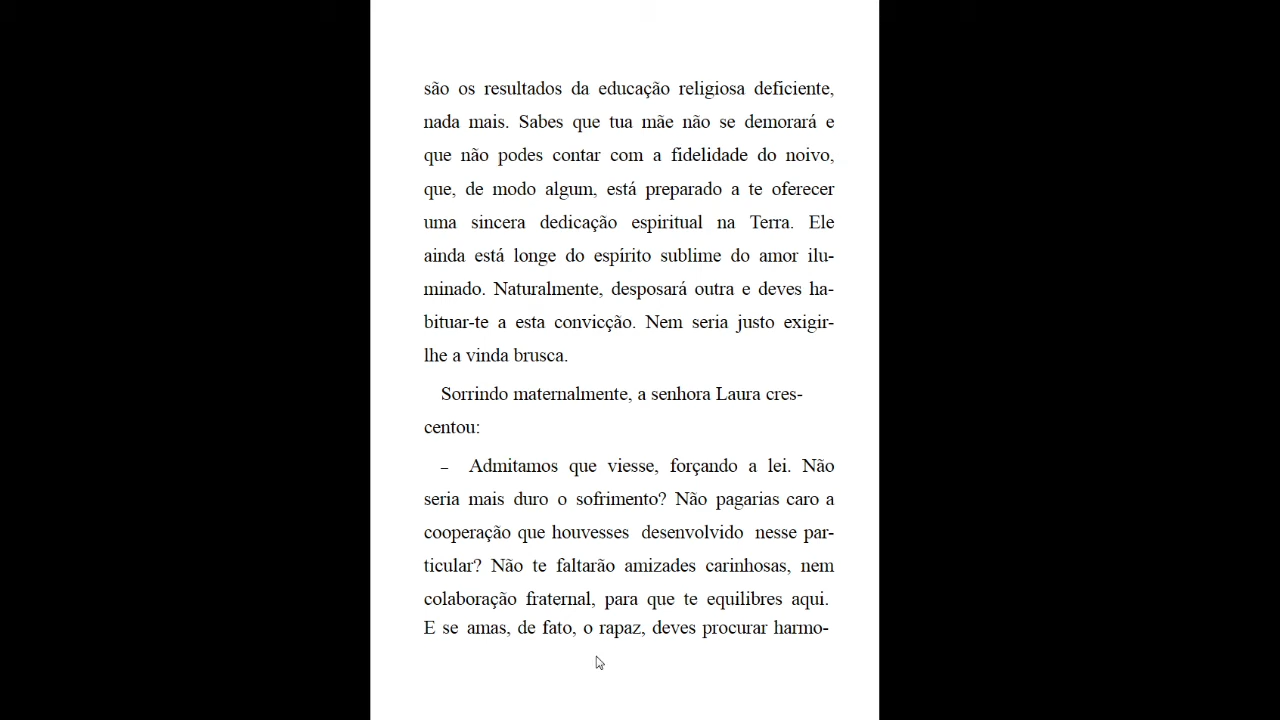 são os resultados da educação religiosa deficiente,
nada mais. Sabes que tua mãe não se demorará e
que não podes contar com a fidelidade do noivo,
que, de modo algum, está preparado a te oferecer
uma sincera dedicação espiritual na Terra. Ele
ainda está longe do espírito sublime do amor ilu-
minado. Naturalmente, desposará outra e deves ha-
bituar-te a esta convicção. Nem seria justo exigir-
lhe a vinda brusca.
Sorrindo maternalmente, a senhora Laura cres-
centou:
– Admitamos que viesse, forçando a lei. Não
seria mais duro o sofrimento? Não pagarias caro a
cooperação que houvesses desenvolvido nesse par-
ticular? Não te faltarão amizades carinhosas, nem
colaboração fraternal, para que te equilibres aqui.
E se amas, de fato, o rapaz, deves procurar harmo-